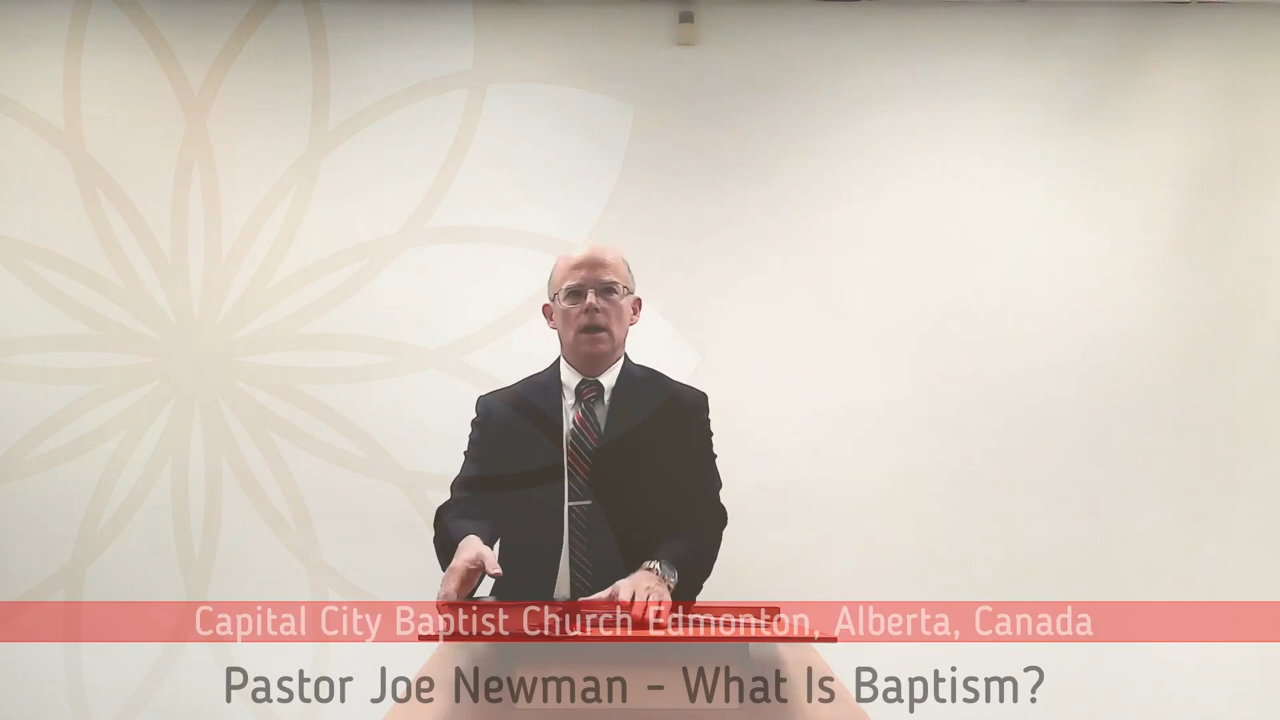 Capital City Baptist Church Edmonton, Alberta, Canada
Pastor Joe Newman - What Is Baptism?